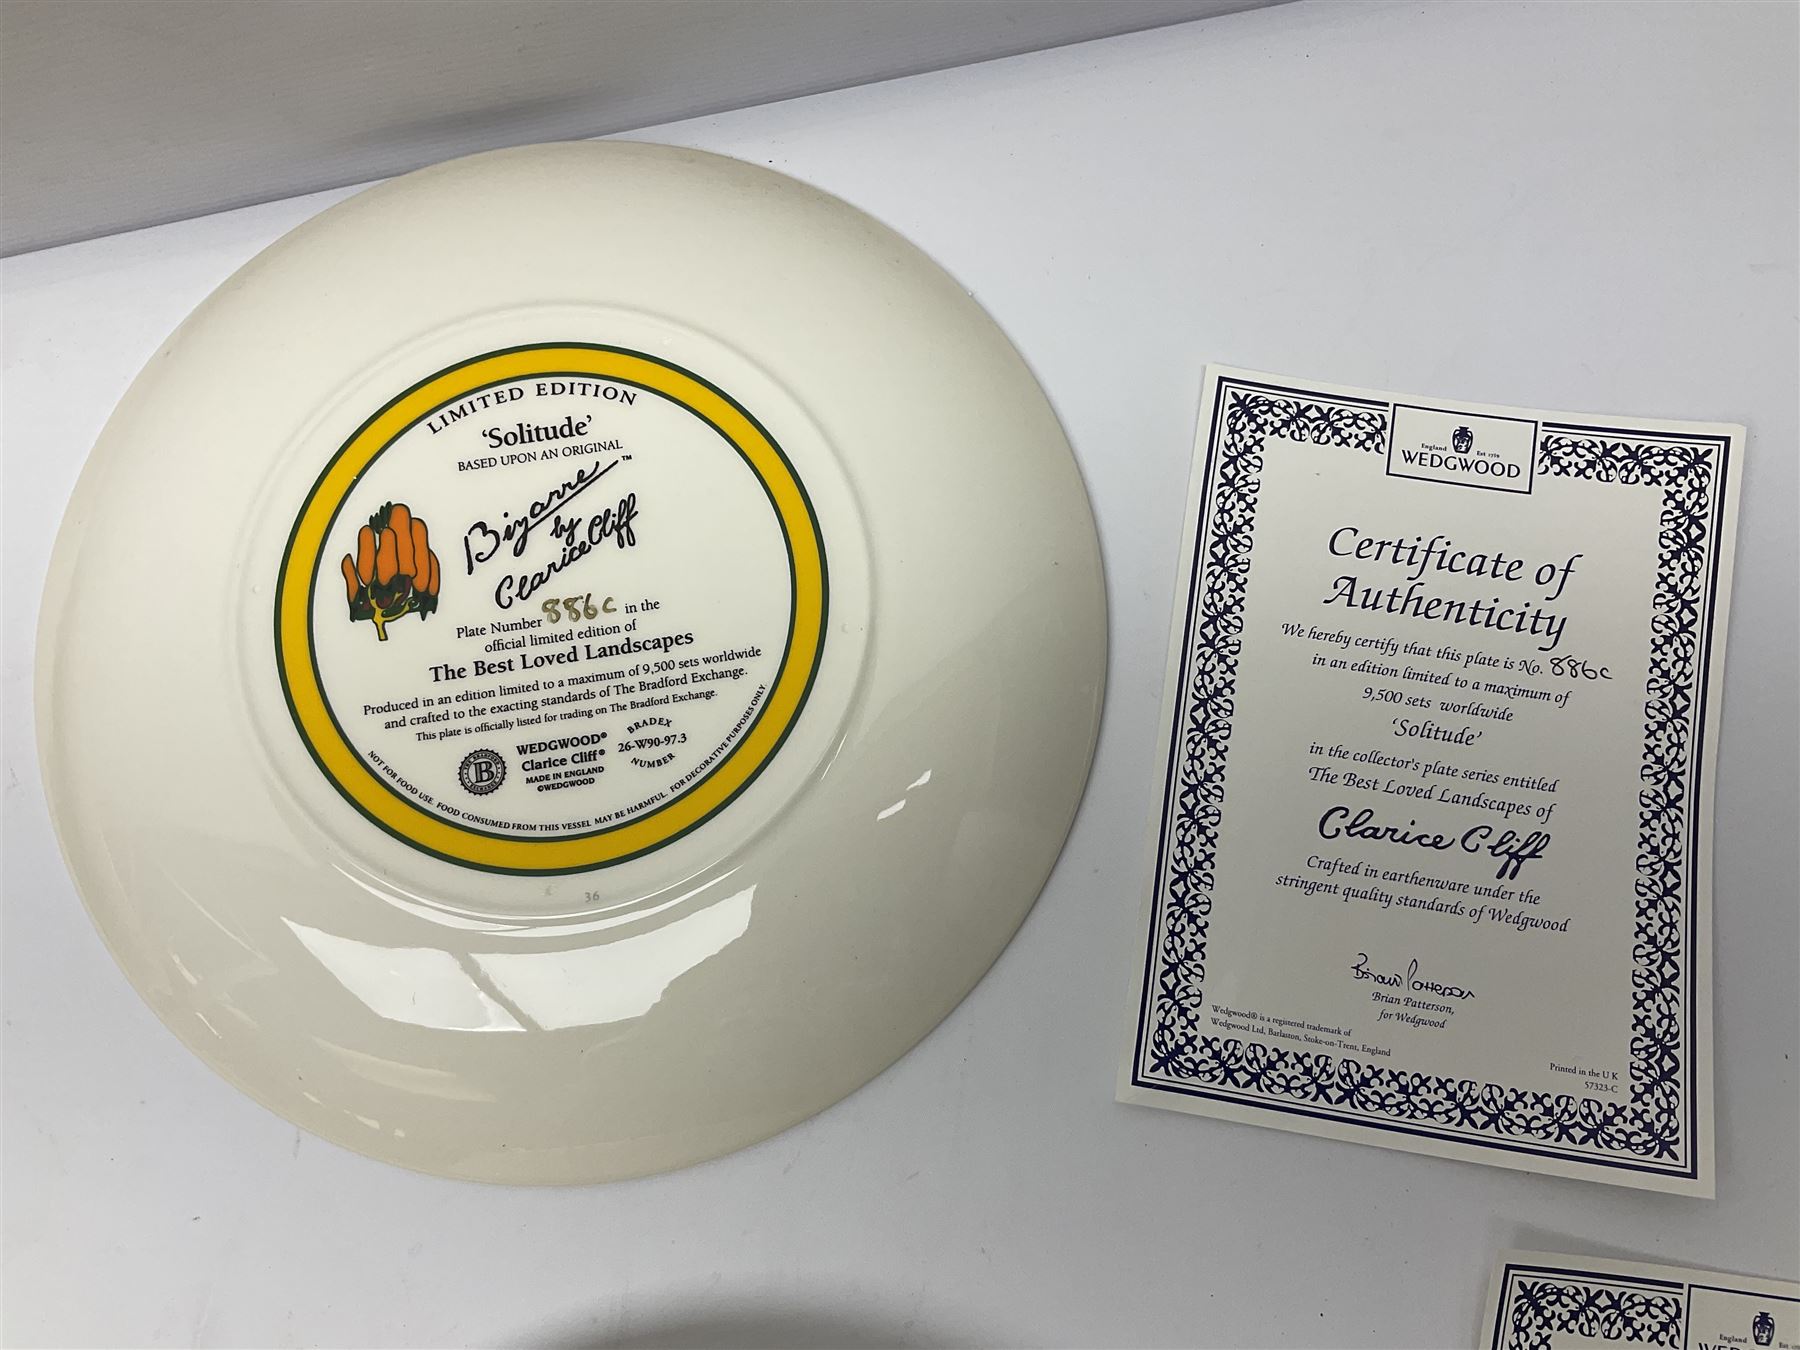 LIMITED EDITION
'Solitude'
BASED UPON AN ORIGINAL
Bizarre™
by
Clarice Cliff
Plate Number 886C in the
official limited edition of
The Best Loved Landscapes
Produced in an edition limited to a maximum of 9,500 sets worldwide
and crafted to the exacting standards of The Bradford Exchange.
This plate is officially listed for trading on The Bradford Exchange.
B
WEDGWOOD®
Clarice Cliff®
MADE IN ENGLAND
©WEDGWOOD
BRADEX
26-W90-97.3
NUMBER
NOT FOR FOOD USE. FOOD CONSUMED FROM THIS VESSEL MAY BE HARMFUL. FOR DECORATIVE PURPOSES ONLY.
36
England Est 1759
WEDGWOOD
Certificate of
Authenticity
We hereby certify that this plate is No. 886C
in an edition limited to a maximum of
9,500 sets worldwide
'Solitude'
in the collector's plate series entitled
The Best Loved Landscapes of
Clarice Cliff
Crafted in earthenware under the
stringent quality standards of Wedgwood
Brian Patterson
Brian Patterson,
for Wedgwood
Wedgwood® is a registered trademark of
Wedgwood Ltd, Barlaston, Stoke-on-Trent, England
Printed in the U K
57323-C
England